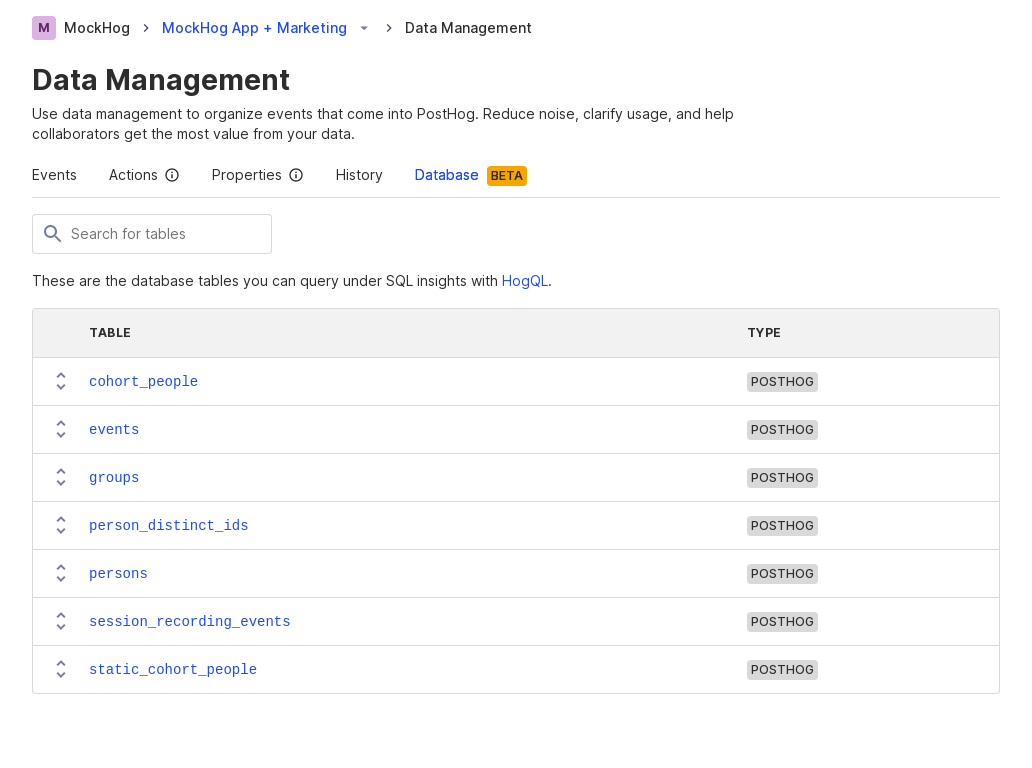 M MockHog MockHog App + Marketing Data Management
Data Management
Use data management to organize events that come into PostHog. Reduce noise, clarify usage, and help
collaborators get the most value from your data.
Events Actions Properties History Database BETA
Search for tables
These are the database tables you can query under SQL insights with HogQL.
TABLE TYPE
cohort_people POSTHOG
events POSTHOG
groups POSTHOG
person_distinct_ids POSTHOG
persons POSTHOG
session_recording_events POSTHOG
static_cohort_people POSTHOG